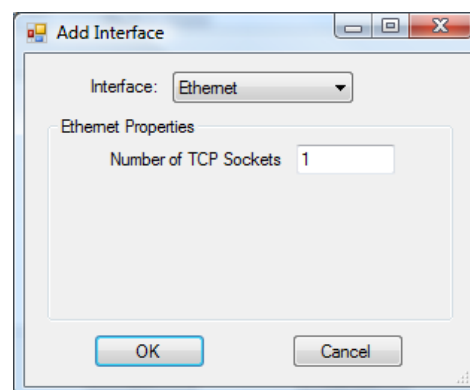 Add Interface
Interface: Ethernet
Ethernet Properties
Number of TCP Sockets 1
OK Cancel